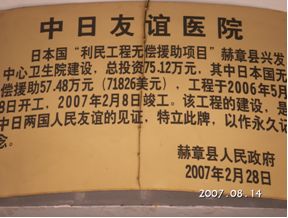 中日友谊医院
日本国“利民工程无偿援助项目”赫章县兴发
中心卫生院建设，总投资75.12万元，其中日本国无
偿援助57.48万元（71826美元），工程于2006年5月
8日开工，2007年2月8日竣工。该工程的建设，是
中日两国人民友谊的见证，特立此牌，以作永久记
念。
赫章县人民政府
2007年2月28日
2007.08.14